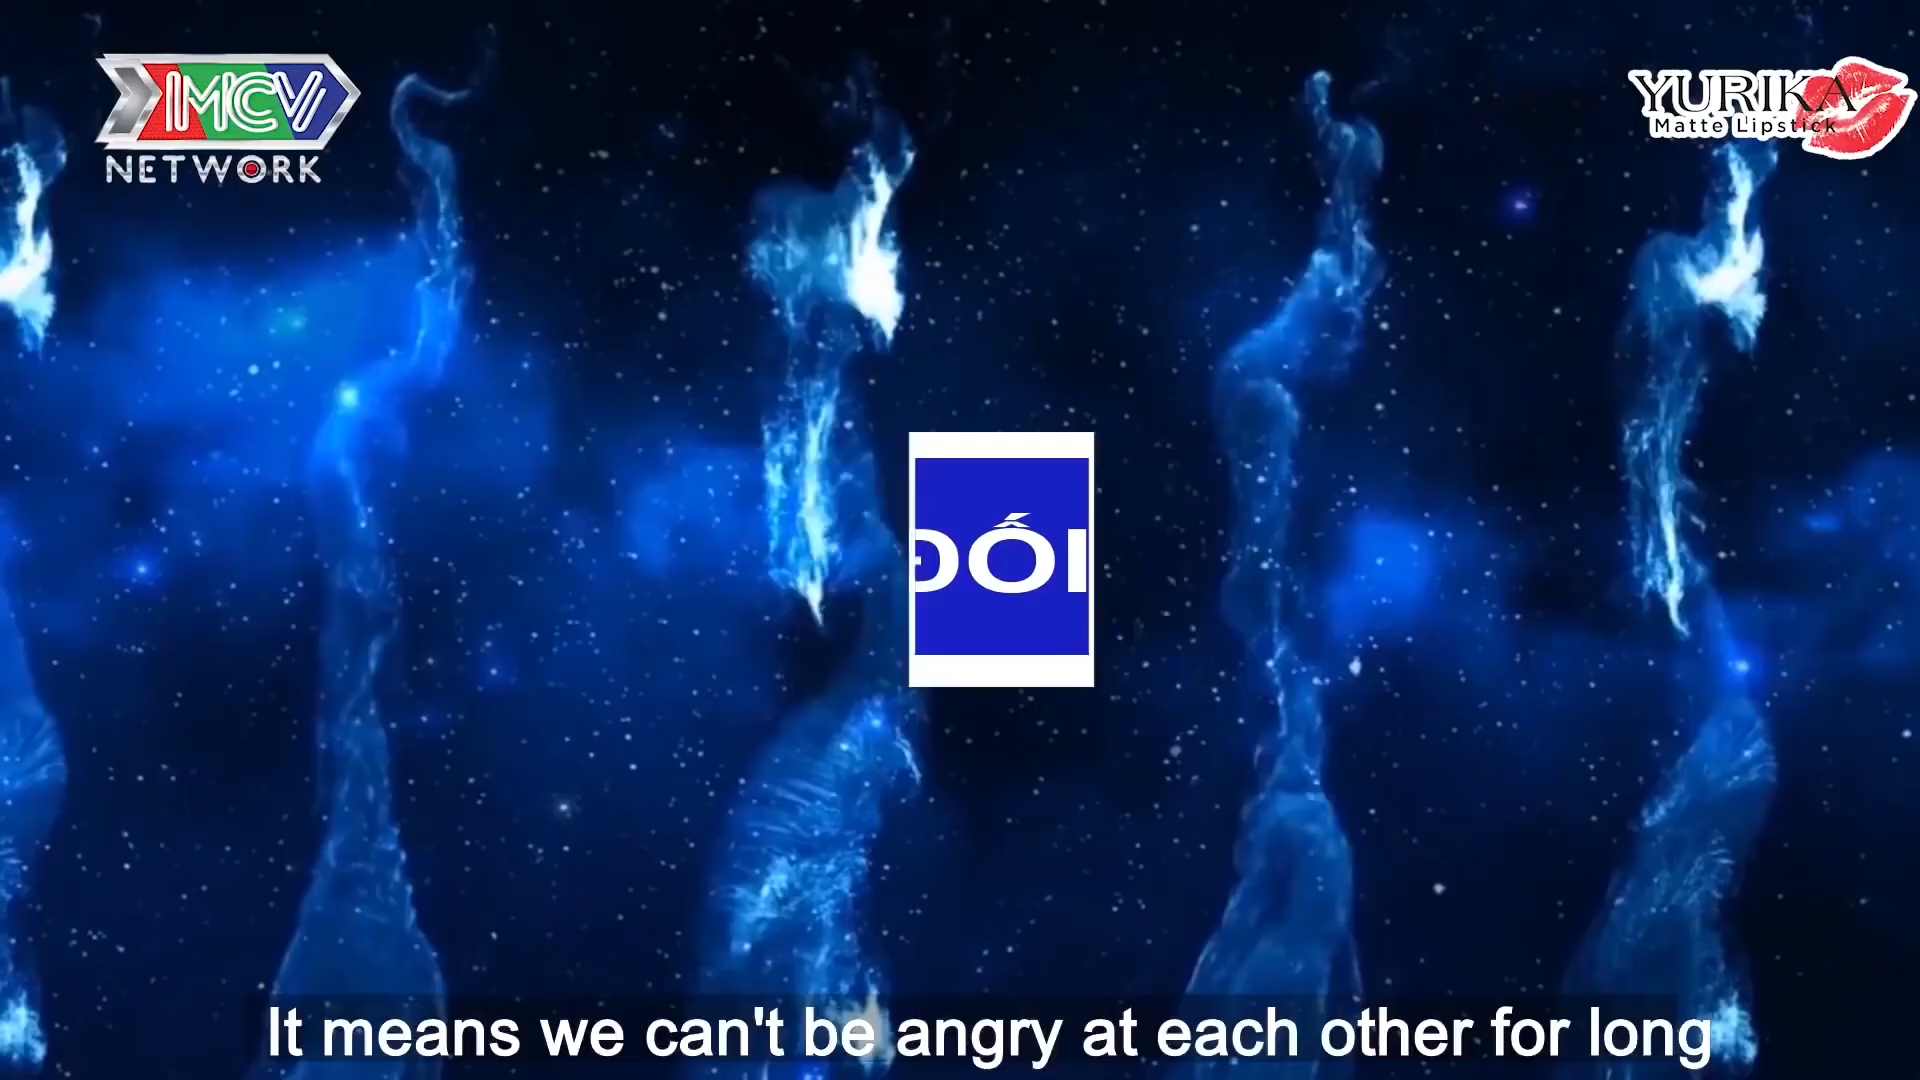 MCV
NETWORK
YURIKA
Matte Lipstick
ĐỐI
It means we can't be angry at each other for long